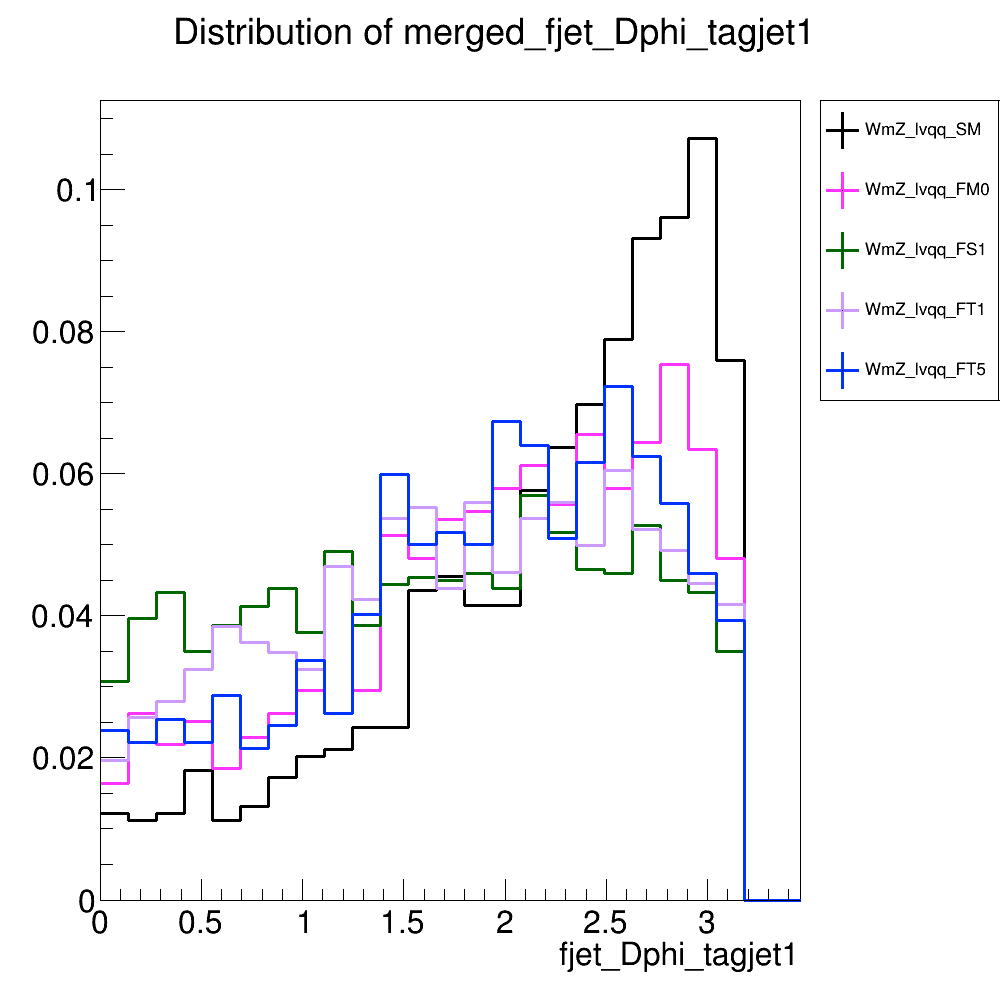 Distribution of merged_fjet_Dphi_tagjet1
WmZ_lvqq_SM
WmZ_lvqq_FM0
WmZ_lvqq_FS1
WmZ_lvqq_FT1
WmZ_lvqq_FT5
0.1
0.08
0.06
0.04
0.02
0
0 0.5 1 1.5 2 2.5 3
fjet_Dphi_tagjet1